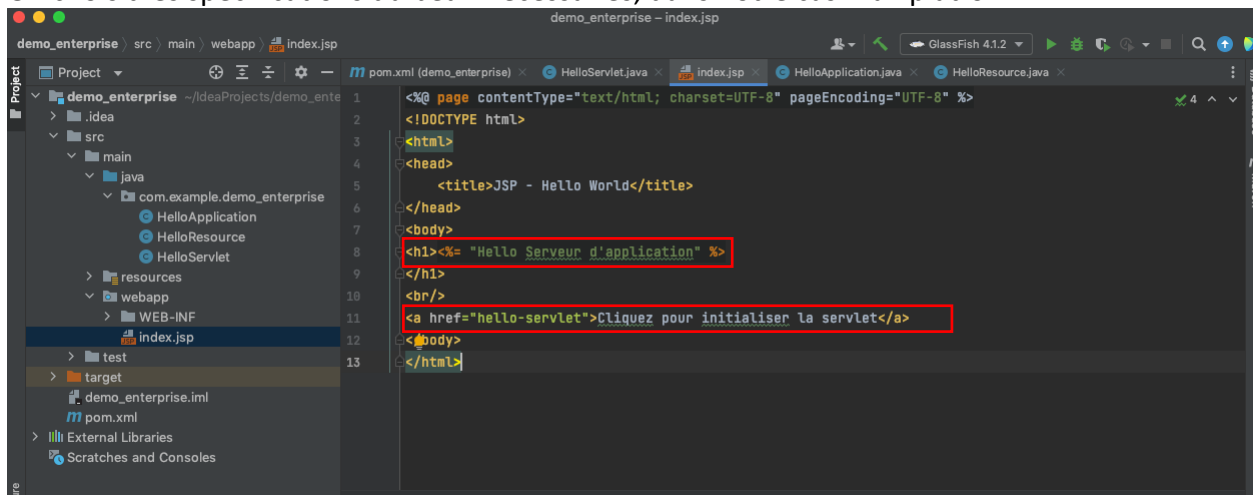 demo_enterprise – index.jsp
demo_enterprise 〉 src 〉 main 〉 webapp 〉 index.jsp
GlassFish 4.1.2
Project
Project
pom.xml (demo_enterprise)
HelloServlet.java
index.jsp
HelloApplication.java
HelloResource.java
demo_enterprise ~/IdeaProjects/demo_ente
.idea
src
main
java
com.example.demo_enterprise
HelloApplication
HelloResource
HelloServlet
resources
webapp
WEB-INF
index.jsp
test
target
demo_enterprise.iml
pom.xml
External Libraries
Scratches and Consoles
1 <%@ page contentType="text/html; charset=UTF-8" pageEncoding="UTF-8" %>
4
2 <!DOCTYPE html>
3 <html>
4 <head>
5 <title>JSP - Hello World</title>
6 </head>
7 <body>
8 <h1><%= "Hello Serveur d'application" %>
9 </h1>
10 <br/>
11 <a href="hello-servlet">Cliquez pour initialiser la servlet</a>
12 </body>
13 </html>